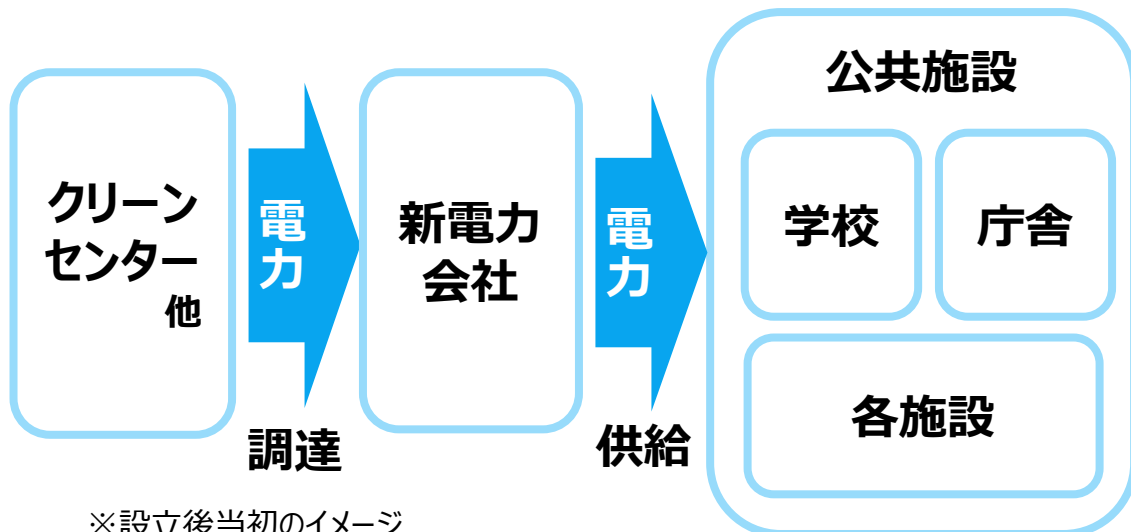 クリーン
センター
他
電力
調達
新電力
会社
電力
供給
公共施設
学校
庁舎
各施設
※設立後当初のイメージ